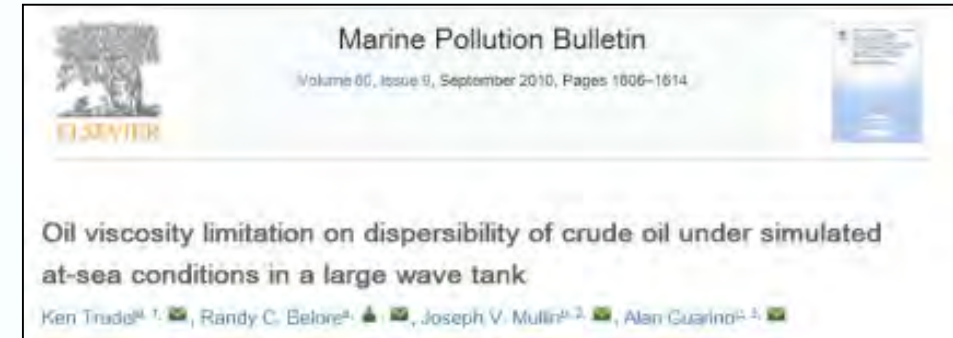 Marine Pollution Bulletin
Volume 60, Issue 9, September 2010, Pages 1606–1614
ELSEVIER
Oil viscosity limitation on dispersibility of crude oil under simulated
at-sea conditions in a large wave tank
Ken Trudel, Randy C. Belore, Joseph V. Mullin, Alan Guarino